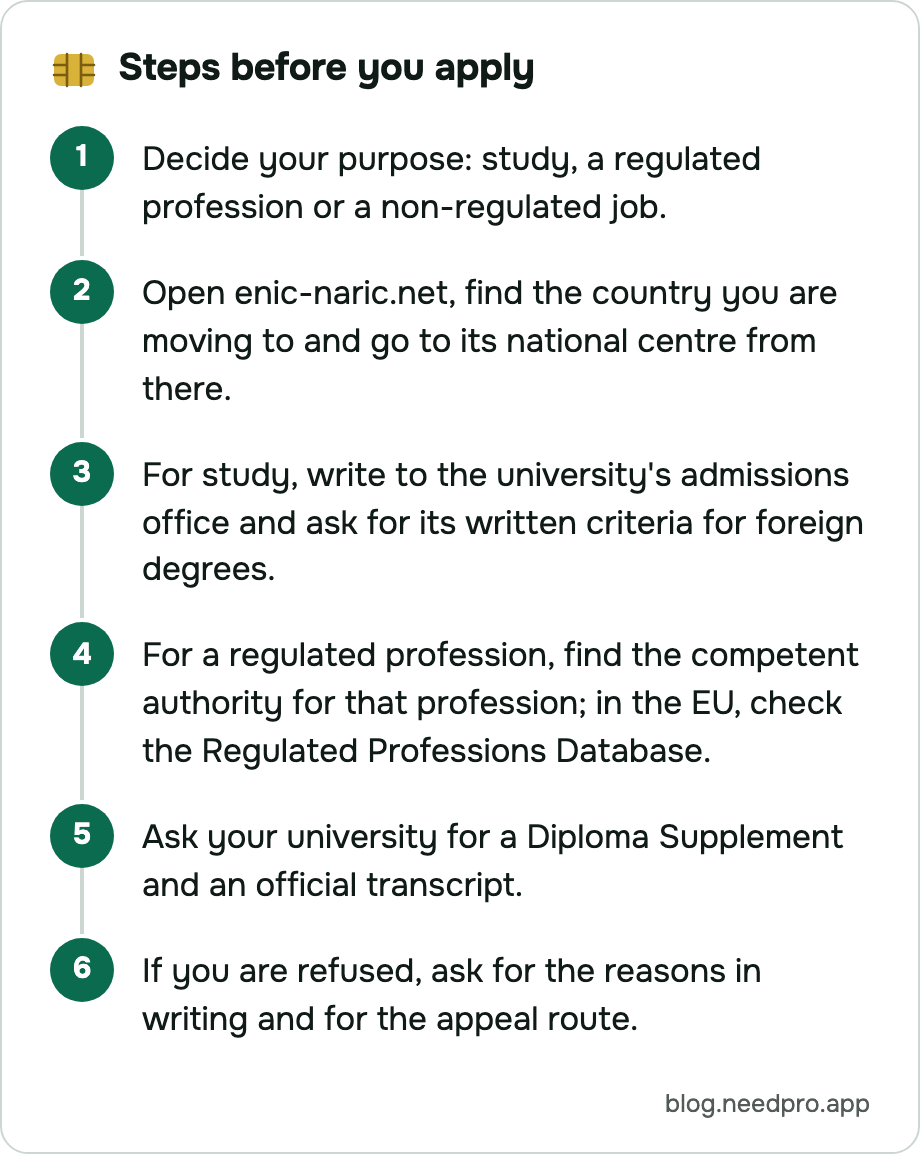 Steps before you apply
1
Decide your purpose: study, a regulated
profession or a non-regulated job.
2
Open enic-naric.net, find the country you are
moving to and go to its national centre from
there.
3
For study, write to the university's admissions
office and ask for its written criteria for foreign
degrees.
4
For a regulated profession, find the competent
authority for that profession; in the EU, check
the Regulated Professions Database.
5
Ask your university for a Diploma Supplement
and an official transcript.
6
If you are refused, ask for the reasons in
writing and for the appeal route.
blog.needpro.app